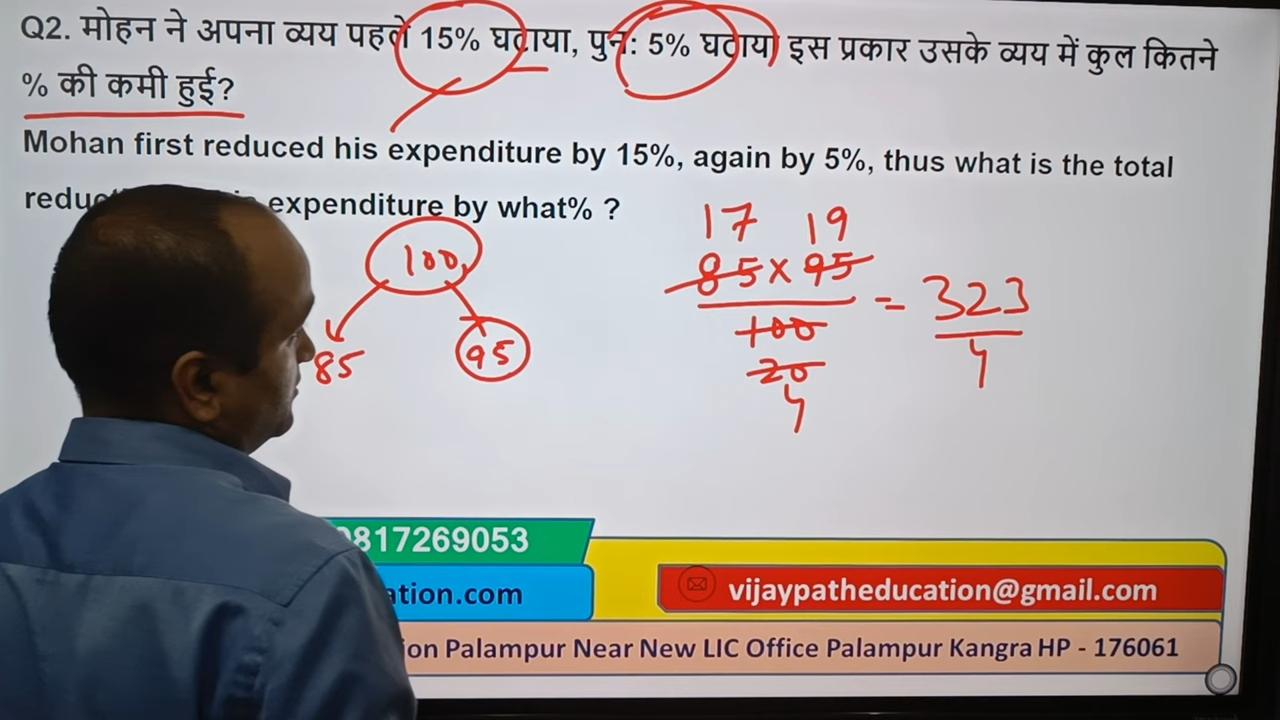 Q2. मोहन ने अपना व्यय पहले 15% घटाया, पुन: 5% घटाया इस प्रकार उसके व्यय में कुल कितने
% की कमी हुई?
Mohan first reduced his expenditure by 15%, again by 5%, thus what is the total
expenditure by what% ?
17 19
85 x 95
100
20
4
= 323
4
100
85
95
9817269053
ation.com
vijaypatheducation@gmail.com
ion Palampur Near New LIC Office Palampur Kangra HP - 176061